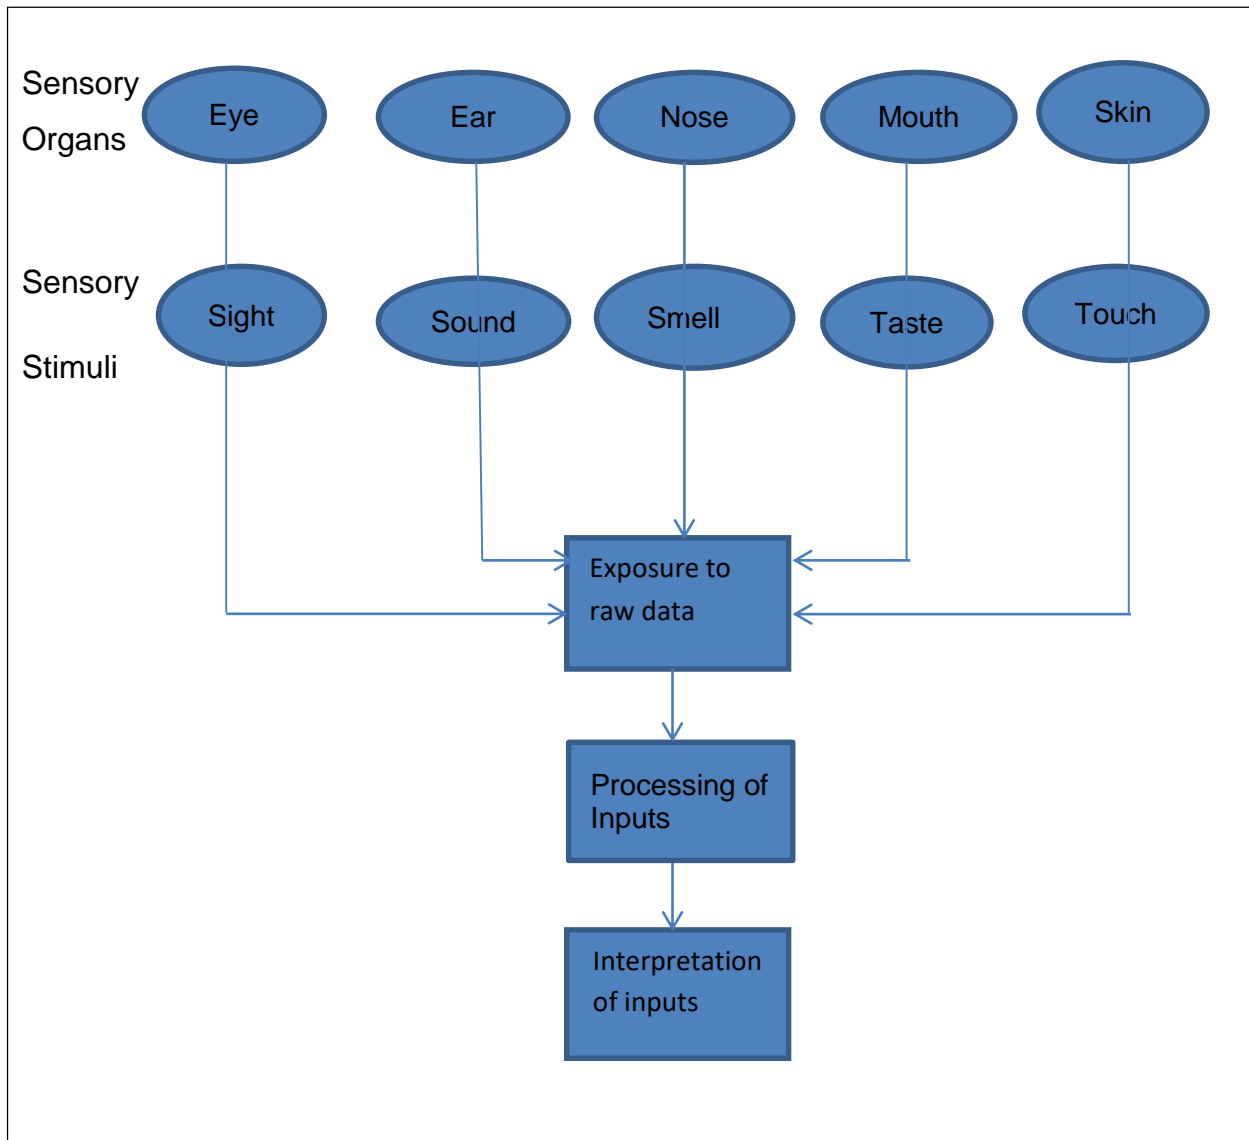 Sensory
Organs
Eye
Ear
Nose
Mouth
Skin
Sensory
Stimuli
Sight
Sound
Smell
Taste
Touch
Exposure to
raw data
Processing of
Inputs
Interpretation
of inputs